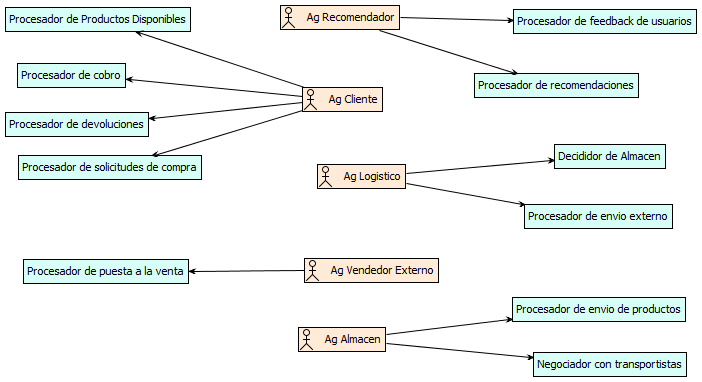 Procesador de Productos Disponibles
Ag Recomendador
Procesador de feedback de usuarios
Procesador de cobro
Procesador de recomendaciones
Ag Cliente
Procesador de devoluciones
Procesador de solicitudes de compra
Decididor de Almacen
Ag Logistico
Procesador de envio externo
Procesador de puesta a la venta
Ag Vendedor Externo
Procesador de envio de productos
Ag Almacen
Negociador con transportistas